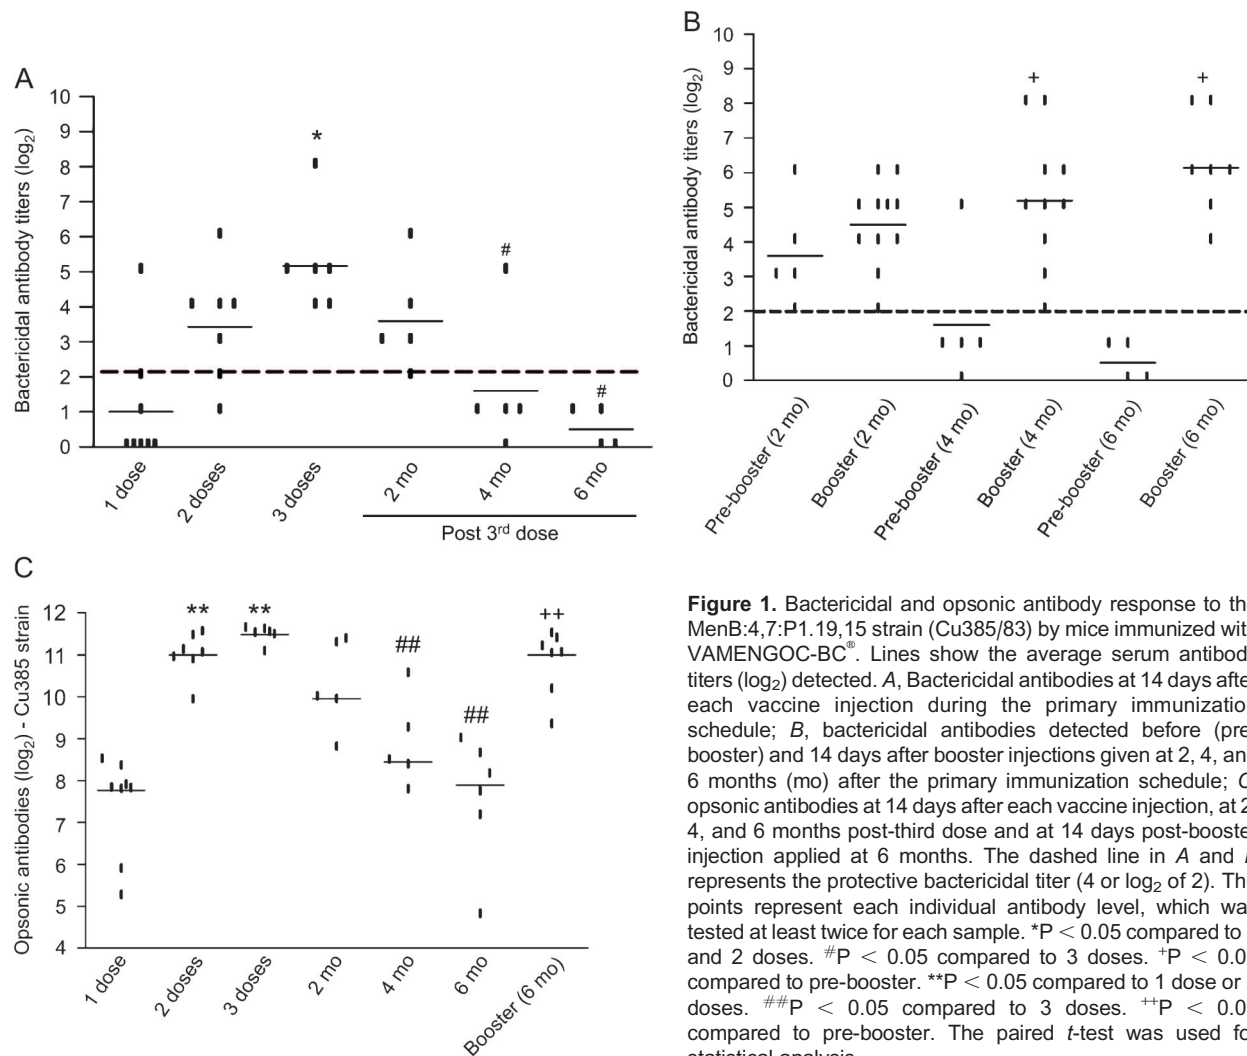 A
Bactericidal antibody titers (log2)
10
9
8
7
6
5
4
3
2
1
0
*
#
#
1 dose
2 doses
3 doses
2 mo
4 mo
6 mo
Post 3rd dose
B
Bactericidal antibody titers (log2)
10
9
8
7
6
5
4
3
2
1
0
+
+
Pre-booster (2 mo)
Booster (2 mo)
Pre-booster (4 mo)
Booster (4 mo)
Pre-booster (6 mo)
Booster (6 mo)
C
Opsonic antibodies (log2) - Cu385 strain
12
11
10
9
8
7
6
5
4
**
**
##
##
++
1 dose
2 doses
3 doses
2 mo
4 mo
6 mo
Booster (6 mo)
Figure 1. Bactericidal and opsonic antibody response to th
MenB:4,7:P1.19,15 strain (Cu385/83) by mice immunized wit
VAMENGOC-BC®. Lines show the average serum antibod
titers (log2) detected. A, Bactericidal antibodies at 14 days afte
each vaccine injection during the primary immunizatio
schedule; B, bactericidal antibodies detected before (pre
booster) and 14 days after booster injections given at 2, 4, an
6 months (mo) after the primary immunization schedule; C
opsonic antibodies at 14 days after each vaccine injection, at 2
4, and 6 months post-third dose and at 14 days post-booste
injection applied at 6 months. The dashed line in A and
represents the protective bactericidal titer (4 or log2 of 2). Th
points represent each individual antibody level, which wa
tested at least twice for each sample. *P < 0.05 compared to
and 2 doses. #P < 0.05 compared to 3 doses. +P < 0.0
compared to pre-booster. **P < 0.05 compared to 1 dose or
doses. ##P < 0.05 compared to 3 doses. ++P < 0.0
compared to pre-booster. The paired t-test was used fo
statistical analysis